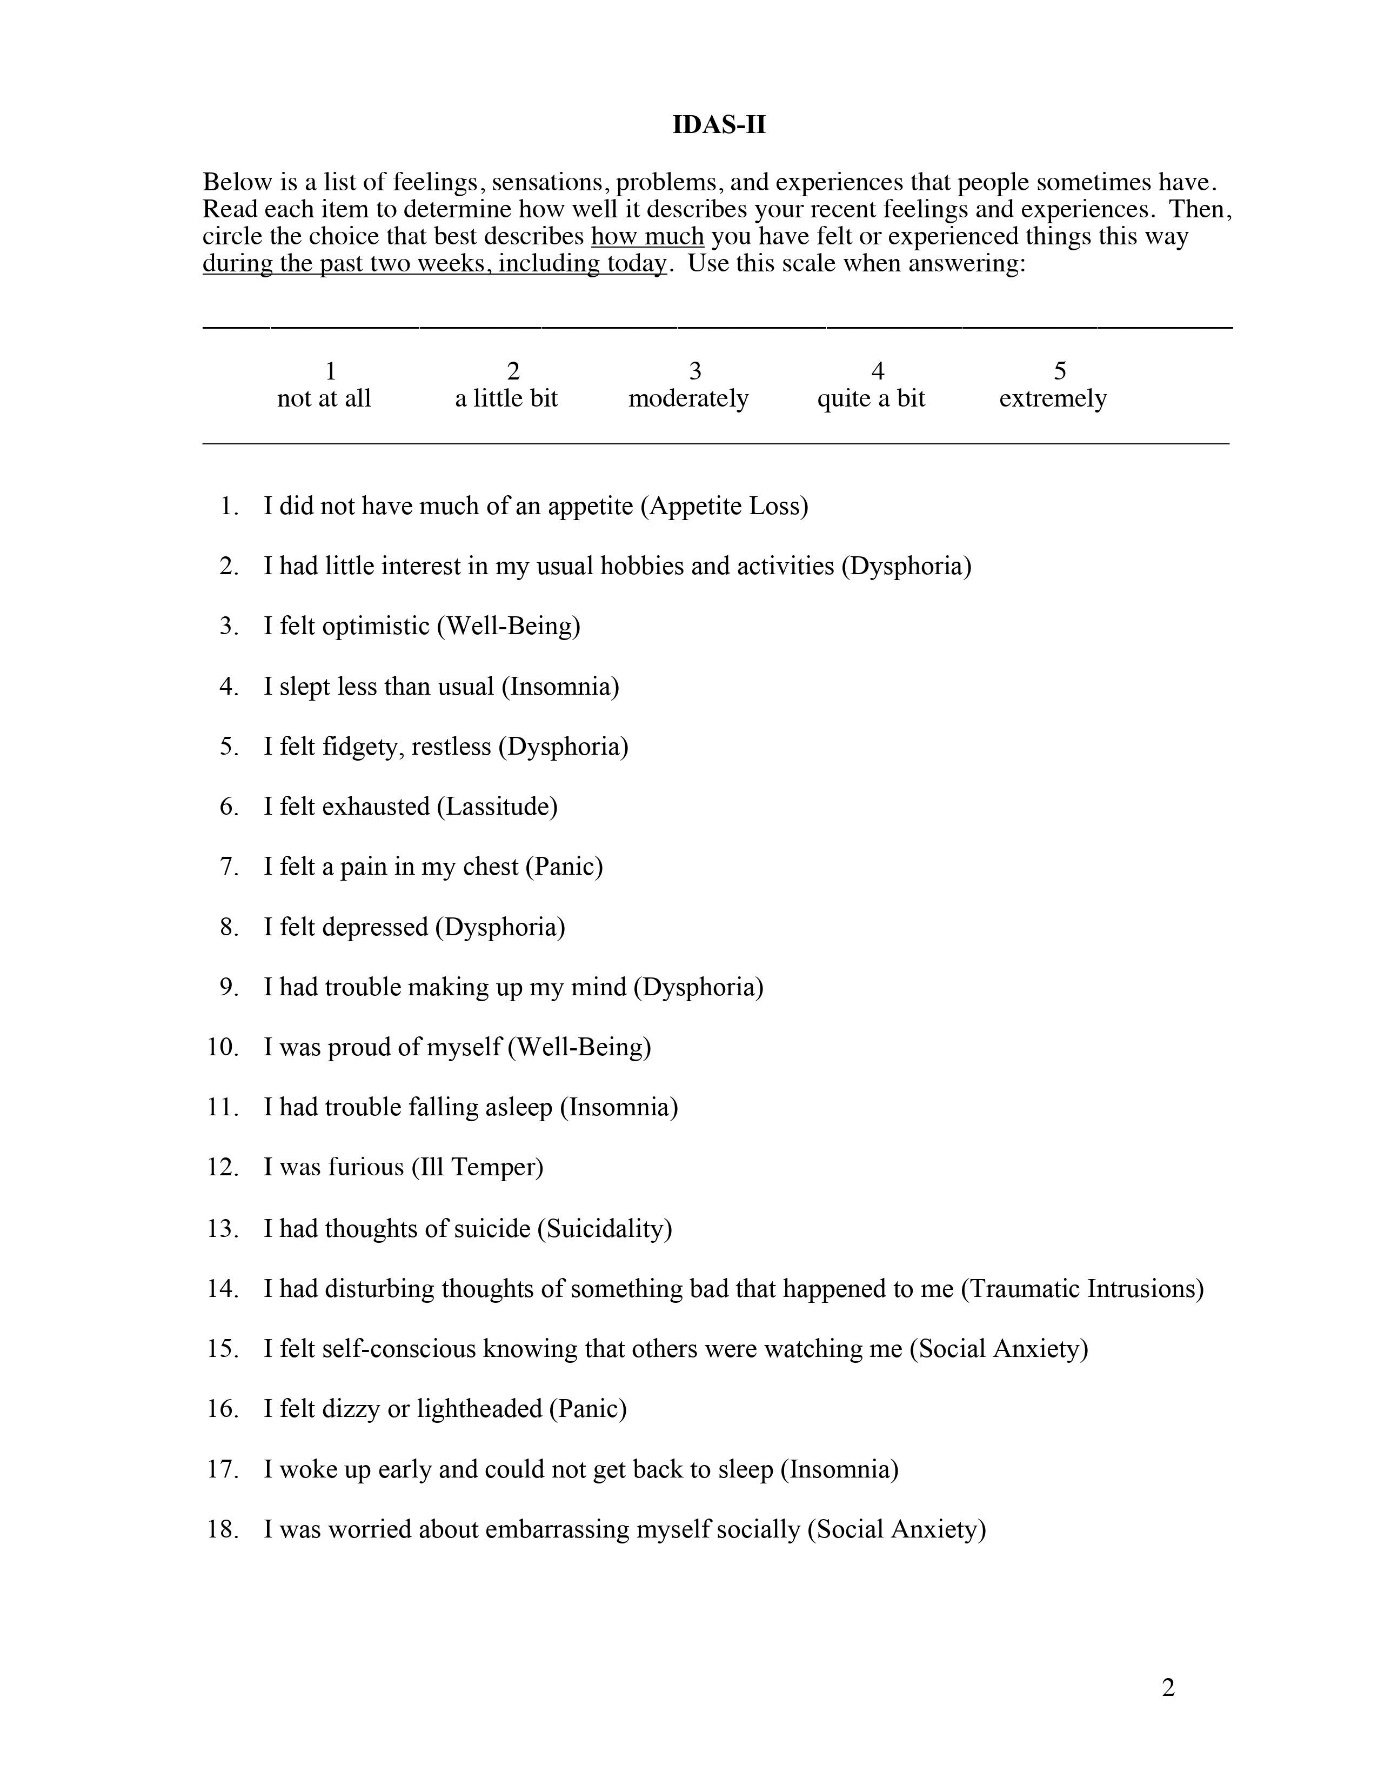 IDAS-II
Below is a list of feelings, sensations, problems, and experiences that people sometimes have.
Read each item to determine how well it describes your recent feelings and experiences.  Then,
circle the choice that best describes how much you have felt or experienced things this way
during the past two weeks, including today.  Use this scale when answering:
1 2 3 4 5
not at all a little bit moderately quite a bit extremely
1. I did not have much of an appetite (Appetite Loss)
2. I had little interest in my usual hobbies and activities (Dysphoria)
3. I felt optimistic (Well-Being)
4. I slept less than usual (Insomnia)
5. I felt fidgety, restless (Dysphoria)
6. I felt exhausted (Lassitude)
7. I felt a pain in my chest (Panic)
8. I felt depressed (Dysphoria)
9. I had trouble making up my mind (Dysphoria)
10. I was proud of myself (Well-Being)
11. I had trouble falling asleep (Insomnia)
12. I was furious (Ill Temper)
13. I had thoughts of suicide (Suicidality)
14. I had disturbing thoughts of something bad that happened to me (Traumatic Intrusions)
15. I felt self-conscious knowing that others were watching me (Social Anxiety)
16. I felt dizzy or lightheaded (Panic)
17. I woke up early and could not get back to sleep (Insomnia)
18. I was worried about embarrassing myself socially (Social Anxiety)
2